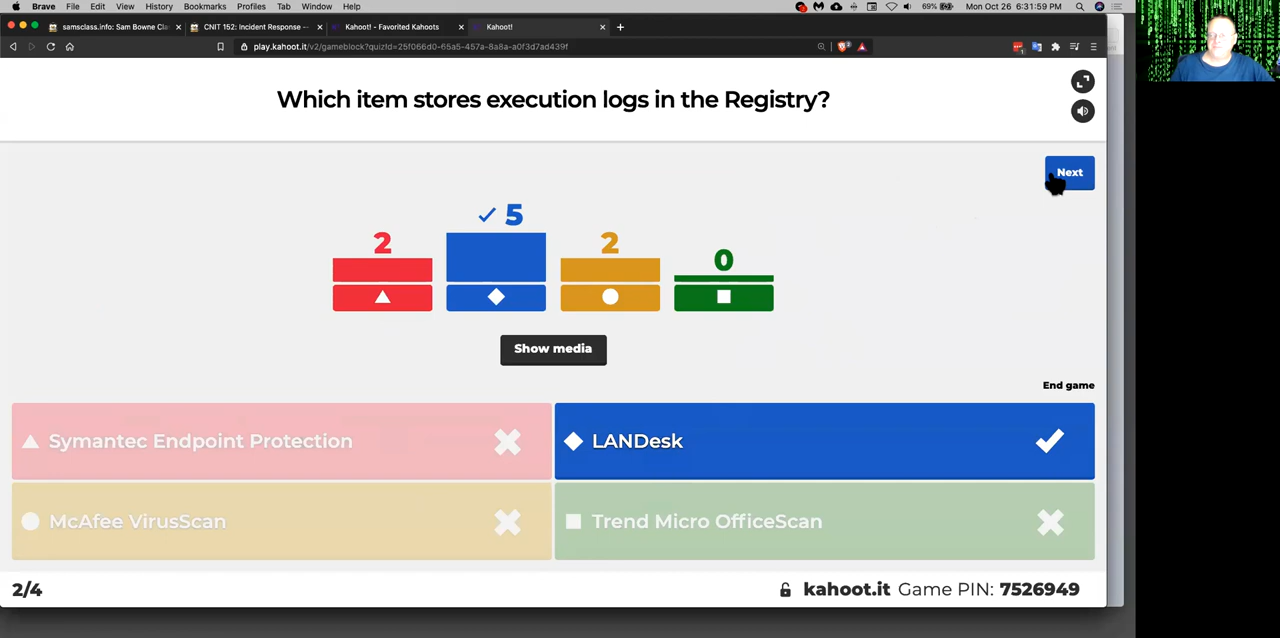 Brave File Edit View History Bookmarks Profiles Tab Window Help 69% Mon Oct 26 6:31:59 PM
samsclass.info: Sam Bowne Cla CNIT 152: Incident Response -- Kahoot! - Favorited Kahoots Kahoot!
play.kahoot.it/v2/gameblock?quizId=25f066d0-65a5-457a-8a8a-a0f3d7ad439f
Which item stores execution logs in the Registry?
Next
5
2 2
0
Show media
End game
Symantec Endpoint Protection
LANDesk
McAfee VirusScan
Trend Micro OfficeScan
2/4
kahoot.it Game PIN: 7526949